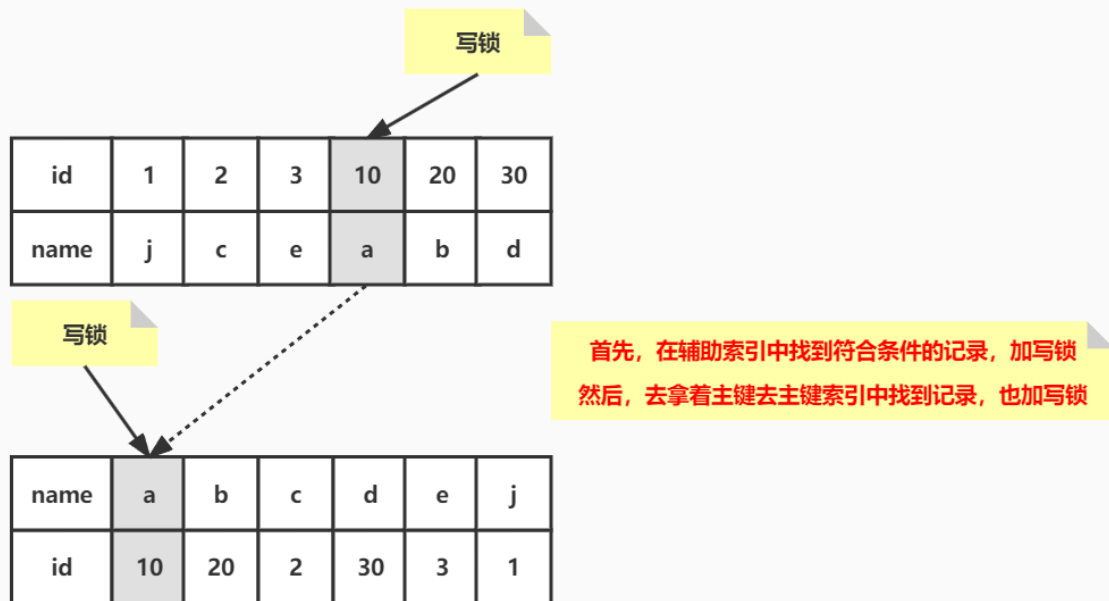 写锁
id 1 2 3 10 20 30
name j c e a b d
写锁
首先，在辅助索引中找到符合条件的记录，加写锁
然后，去拿着主键去主键索引中找到记录，也加写锁
name a b c d e j
id 10 20 2 30 3 1